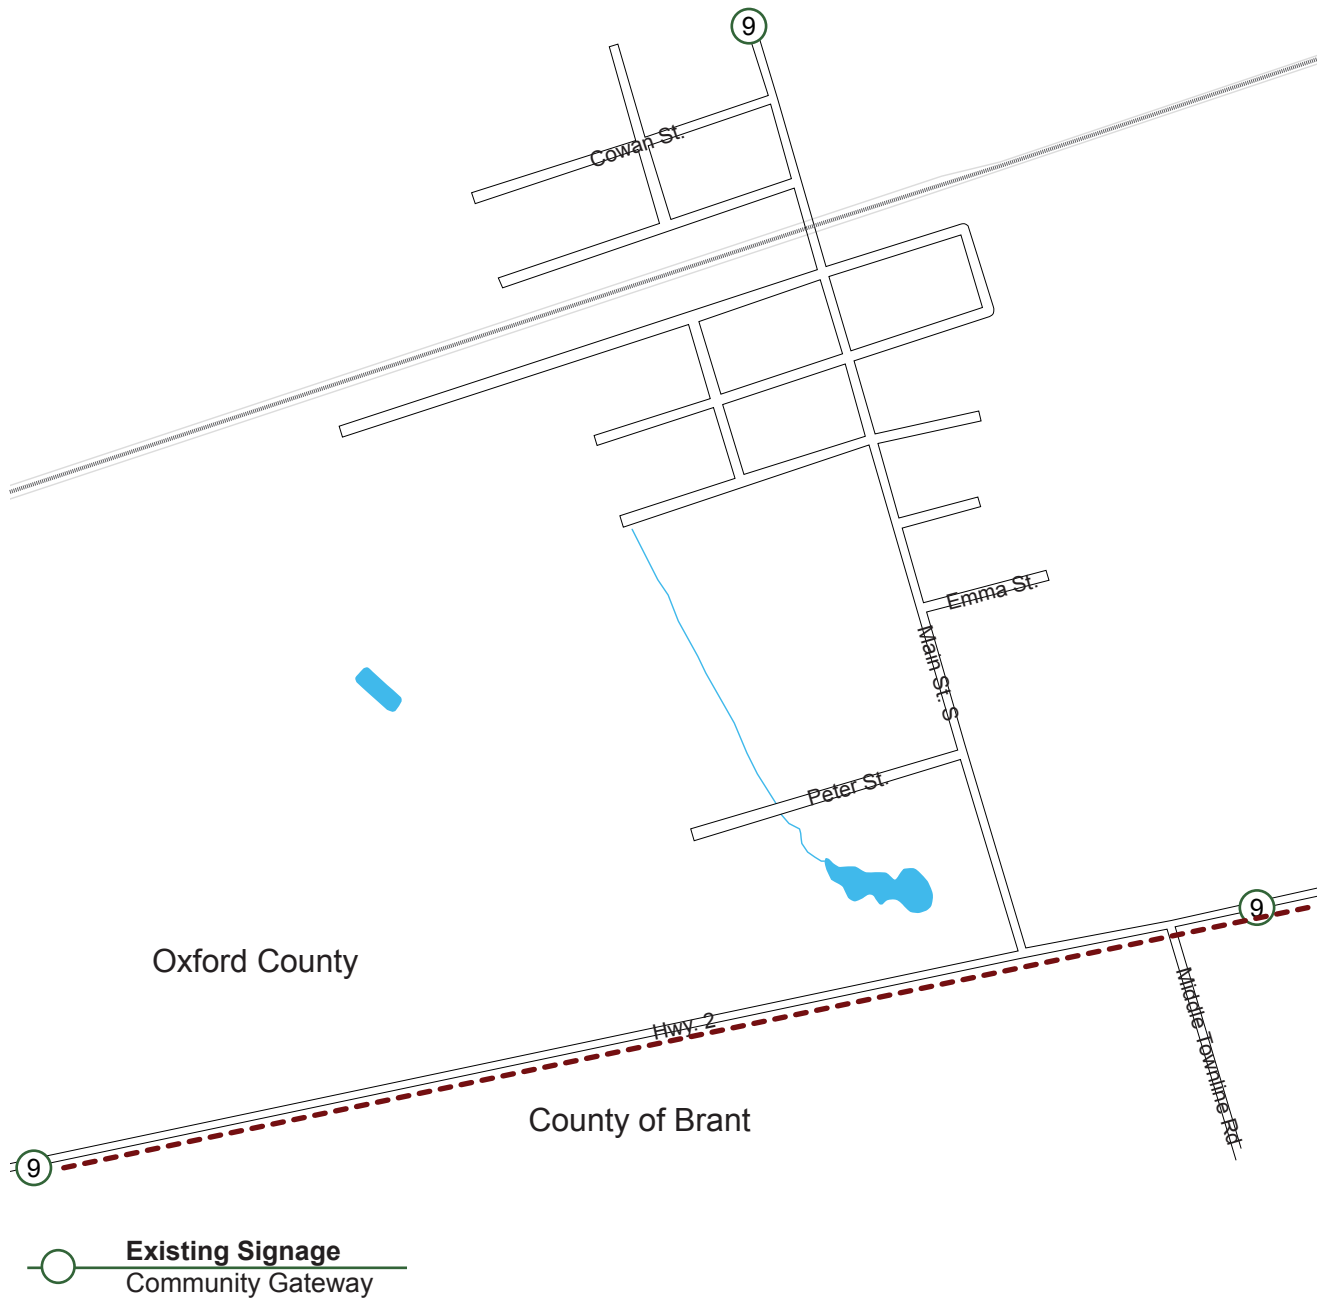 9
Cowan St.
Emma St.
Main St. S
Peter St.
9
Oxford County
Middle Townline Rd
Hwy. 2
County of Brant
9
Existing Signage
Community Gateway